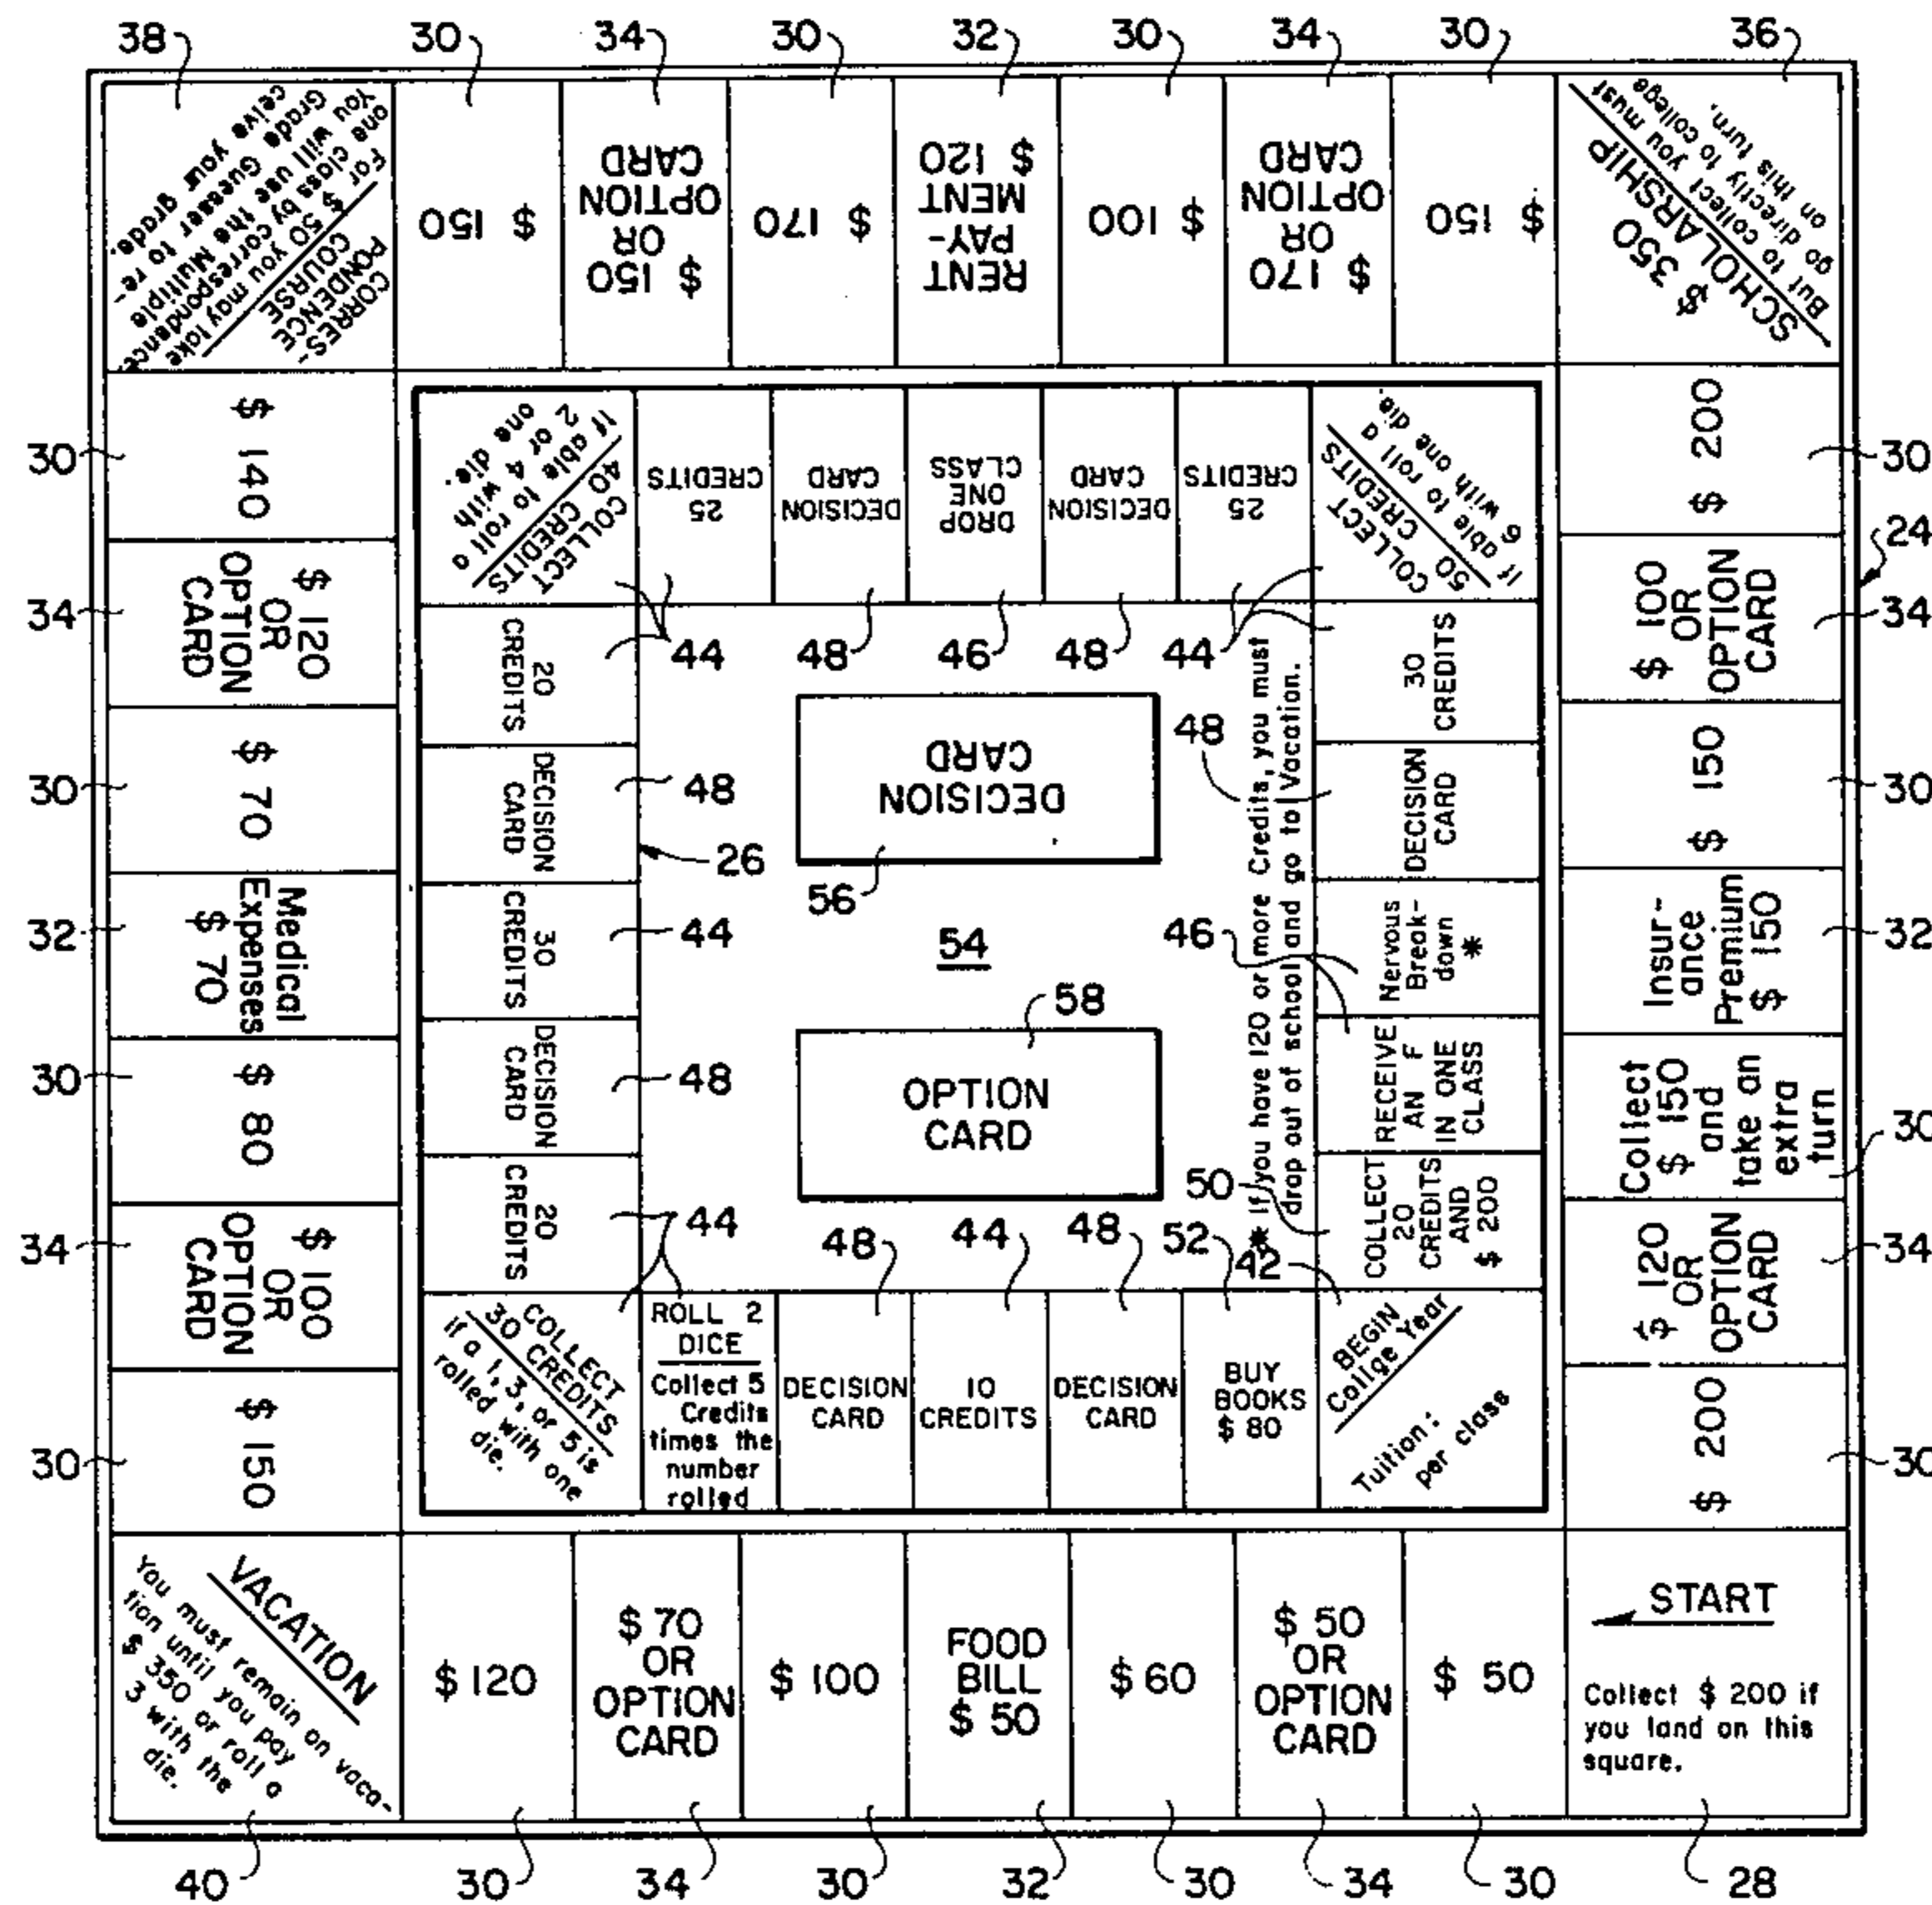 38 30 34 30 32 30 34 30 36
CORRES-
PONDENCE
COURSE
For $ 50 you may take
one class by correspondence
You will use the Multiple
Grade Guesser to re-
ceive your grade.
$ 150
$ 150
OR
OPTION
CARD
$ 170
RENT
PAY-
MENT
$ 120
$ 100
$ 170
OR
OPTION
CARD
$ 150
$ 350
SCHOLARSHIP
But to collect you must
go directly to college
on this turn.
30
$ 140
34
$ 120
OR
OPTION
CARD
30
$ 70
32
Medical
Expenses
$ 70
30
$ 80
34
$ 100
OR
OPTION
CARD
30
$ 150
COLLECT
40 CREDITS
If able to roll a
2 or 4 with
one die.
25
CREDITS
DECISION
CARD
DROP
ONE
CLASS
DECISION
CARD
25
CREDITS
COLLECT
50 CREDITS
If able to roll a
6 with one die.
44 48 46 48 44
20
CREDITS
DECISION
CARD
48
26
30
CREDITS
44
DECISION
CARD
48
20
CREDITS
44
DECISION
CARD
56
54
58
OPTION
CARD
* If you have 120 or more Credits, you must
drop out of school and go to Vacation.
30
CREDITS
48
DECISION
CARD
46
Nervous
Break-
down
*
RECEIVE
AN F
IN ONE
CLASS
50
COLLECT
20
CREDITS
AND
$ 200
48 44 48 52 42
COLLECT
30 CREDITS
If a 1, 3, or 5 is
rolled with one
die.
ROLL 2
DICE
Collect 5
Credits
times the
number
rolled
DECISION
CARD
10
CREDITS
DECISION
CARD
BUY
BOOKS
$ 80
BEGIN
Collge Year
Tuition:
per class
$ 200
30
24
$ 100
OR
OPTION
CARD
34
$ 150
30
Insur-
ance
Premium
$ 150
32
Collect
$ 150
and
take an
extra
turn
30
$ 120
OR
OPTION
CARD
34
$ 200
30
VACATION
You must remain on vaca-
tion until you pay
$ 350 or roll a
3 with the
die.
$ 120
$ 70
OR
OPTION
CARD
$ 100
FOOD
BILL
$ 50
$ 60
$ 50
OR
OPTION
CARD
$ 50
START
Collect $ 200 if
you land on this
square.
40 30 34 30 32 30 34 30 28